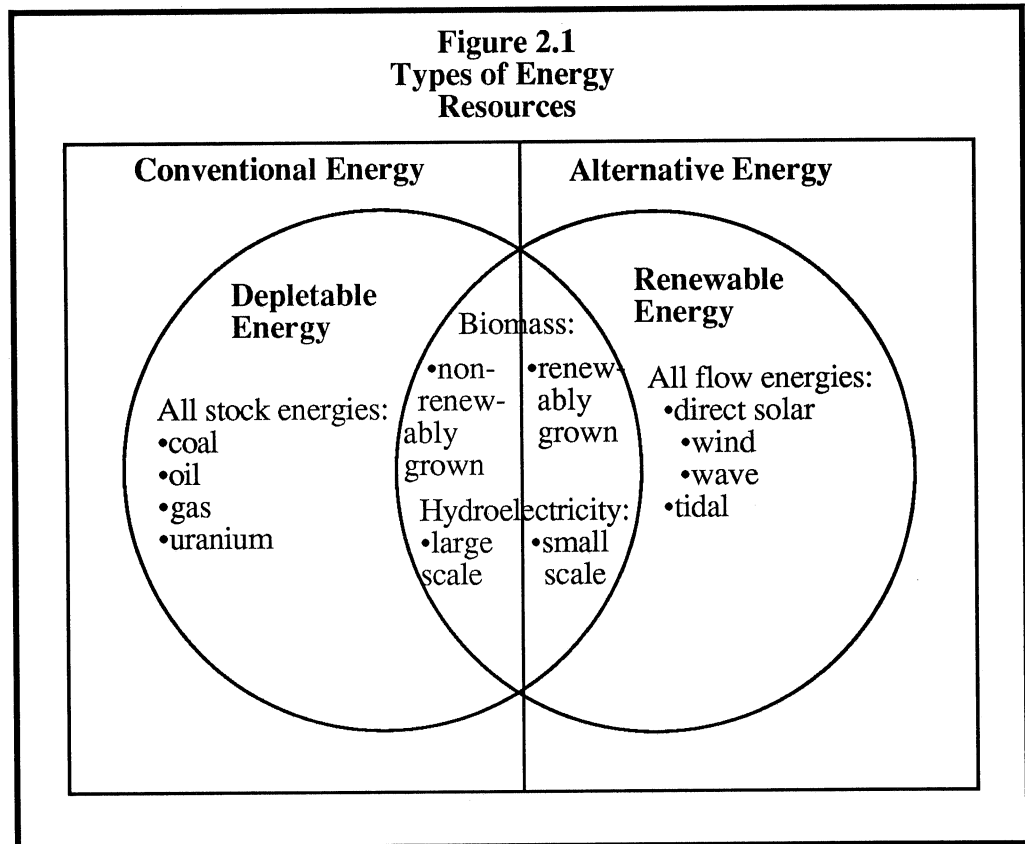 Figure 2.1
Types of Energy
Resources
Conventional Energy
Alternative Energy
Depletable
Energy
All stock energies:
•coal
•oil
•gas
•uranium
Biomass:
•non-
renew-
ably
grown
•renew-
ably
grown
Hydroelectricity:
•large
scale
•small
scale
Renewable
Energy
All flow energies:
•direct solar
•wind
•wave
•tidal